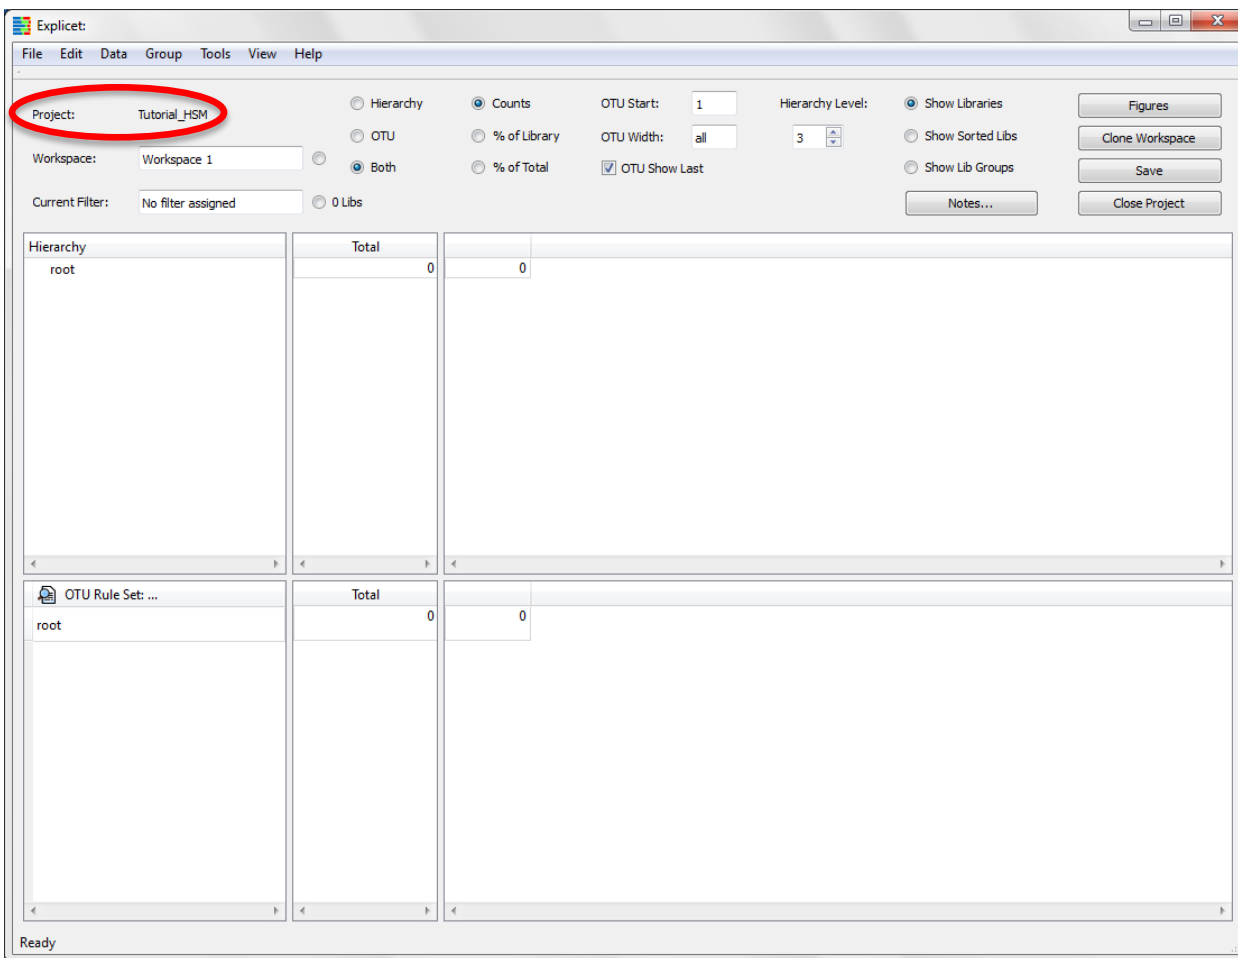 Explicet:
File Edit Data Group Tools View Help
Project: Tutorial_HSM
Hierarchy Counts OTU Start: 1 Hierarchy Level: Show Libraries Figures
OTU % of Library OTU Width: all 3 Show Sorted Libs Clone Workspace
Workspace: Workspace 1 Both % of Total OTU Show Last Show Lib Groups Save
Current Filter: No filter assigned 0 Libs Notes... Close Project
Hierarchy Total
root 0 0
OTU Rule Set: ... Total
root 0 0
Ready